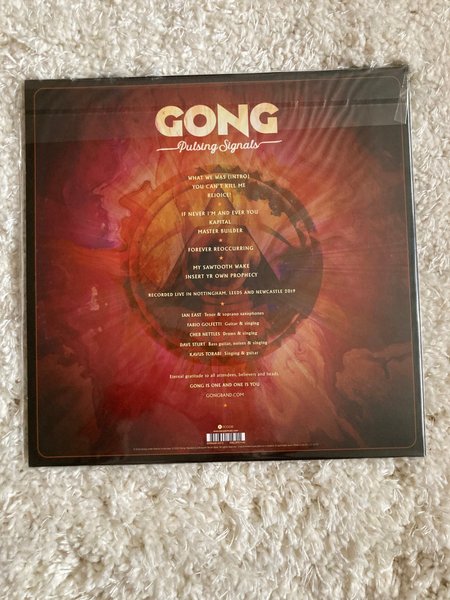 GONG
Pulsing Signals
WHAT WE WAS (INTRO)
YOU CAN'T KILL ME
REJOICE!
IF NEVER I'M AND EVER YOU
KAPITAL
MASTER BUILDER
FOREVER REOCCURRING
MY SAWTOOTH WAKE
INSERT YR OWN PROPHECY
RECORDED LIVE IN NOTTINGHAM, LEEDS AND NEWCASTLE 2019
IAN EAST Tenor & soprano saxophones
FABIO GOLFETTI Guitar & singing
CHEB NETTLES Drums & singing
DAVE STURT Bass guitar, noises & singing
KAVUS TORABI Singing & guitar
Eternal gratitude to all attendees, believers and heads.
GONG IS ONE AND ONE IS YOU
GONGBAND.COM